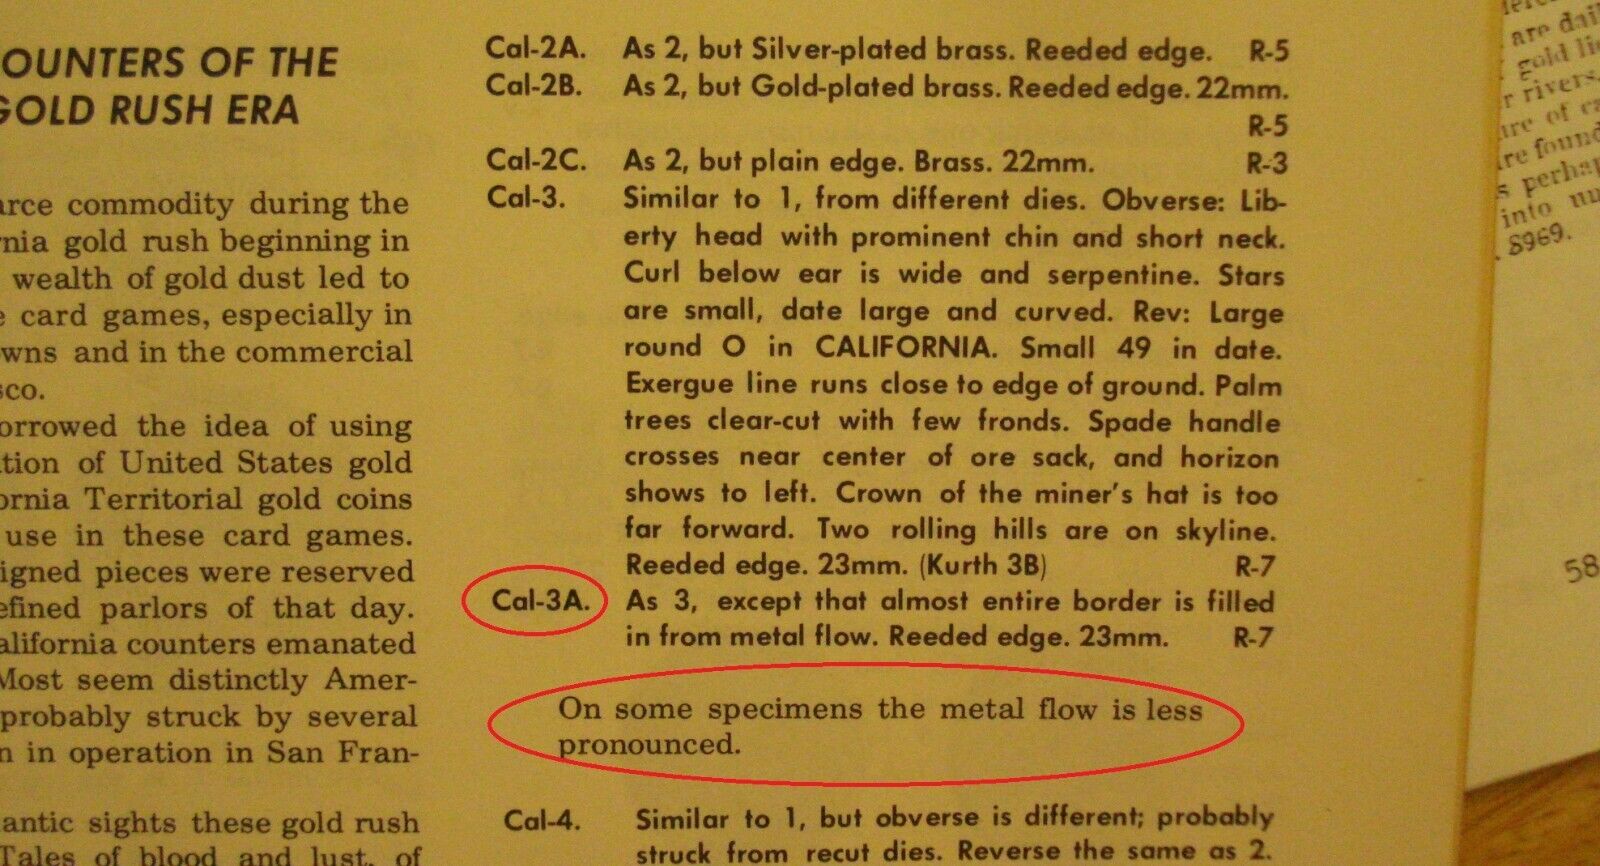 OUNTERS OF THE
GOLD RUSH ERA
commodity during the
gold rush beginning in
wealth of gold dust led to
card games, especially in
and in the commercial
the idea of using
of United States gold
Territorial gold coins
use in these card games.
pieces were reserved
parlors of that day.
counters emanated
Most seem distinctly Amer-
probably struck by several
in operation in San Fran-
sights these gold rush
Tales of blood and lust, of
Cal-2A. As 2, but Silver-plated brass. Reeded edge. R-5
Cal-2B. As 2, but Gold-plated brass. Reeded edge. 22mm.
R-5
Cal-2C. As 2, but plain edge. Brass. 22mm. R-3
Cal-3. Similar to 1, from different dies. Obverse: Lib-
erty head with prominent chin and short neck.
Curl below ear is wide and serpentine. Stars
are small, date large and curved. Rev: Large
round O in CALIFORNIA. Small 49 in date.
Exergue line runs close to edge of ground. Palm
trees clear-cut with few fronds. Spade handle
crosses near center of ore sack, and horizon
shows to left. Crown of the miner's hat is too
far forward. Two rolling hills are on skyline.
Reeded edge. 23mm. (Kurth 3B) R-7
Cal-3A. As 3, except that almost entire border is filled
in from metal flow. Reeded edge. 23mm. R-7
On some specimens the metal flow is less
pronounced.
Cal-4. Similar to 1, but obverse is different; probably
struck from recut dies. Reverse the same as 2.
are dail
gold li
r rivers,
of
found
perhap
into
8969.
58